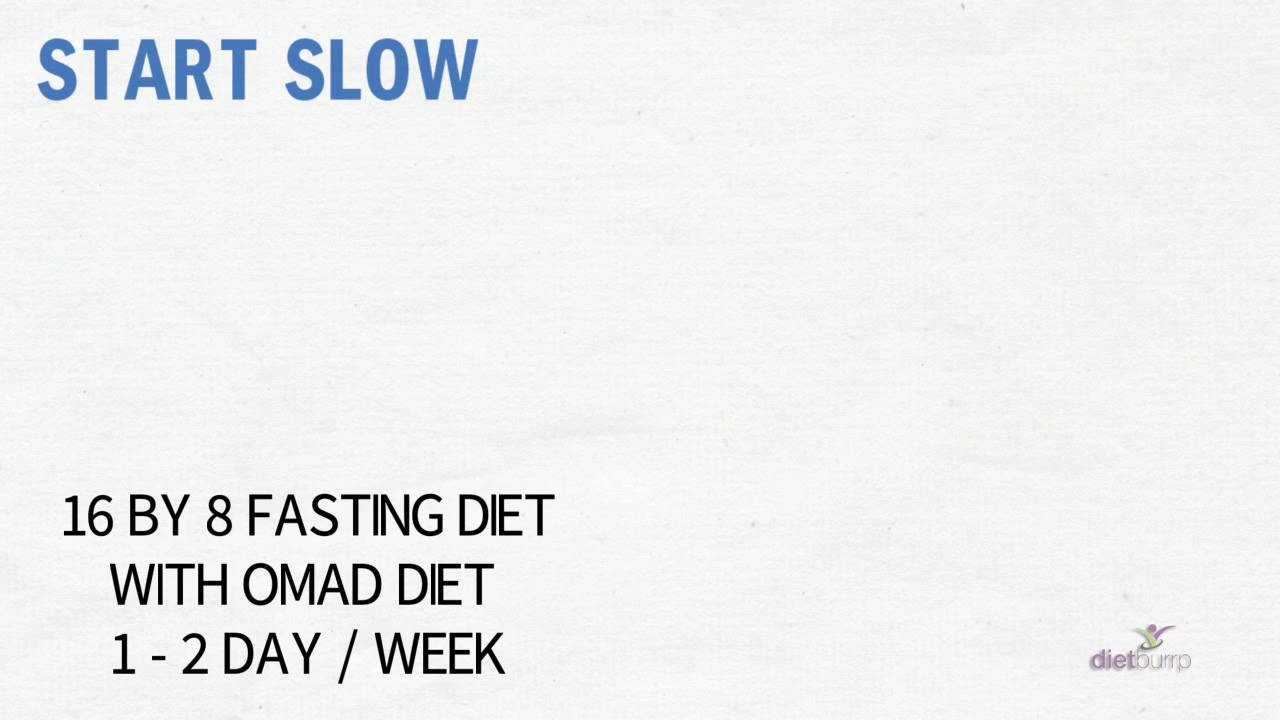 START SLOW
16 BY 8 FASTING DIET
WITH OMAD DIET
1 - 2 DAY / WEEK
dietburrp